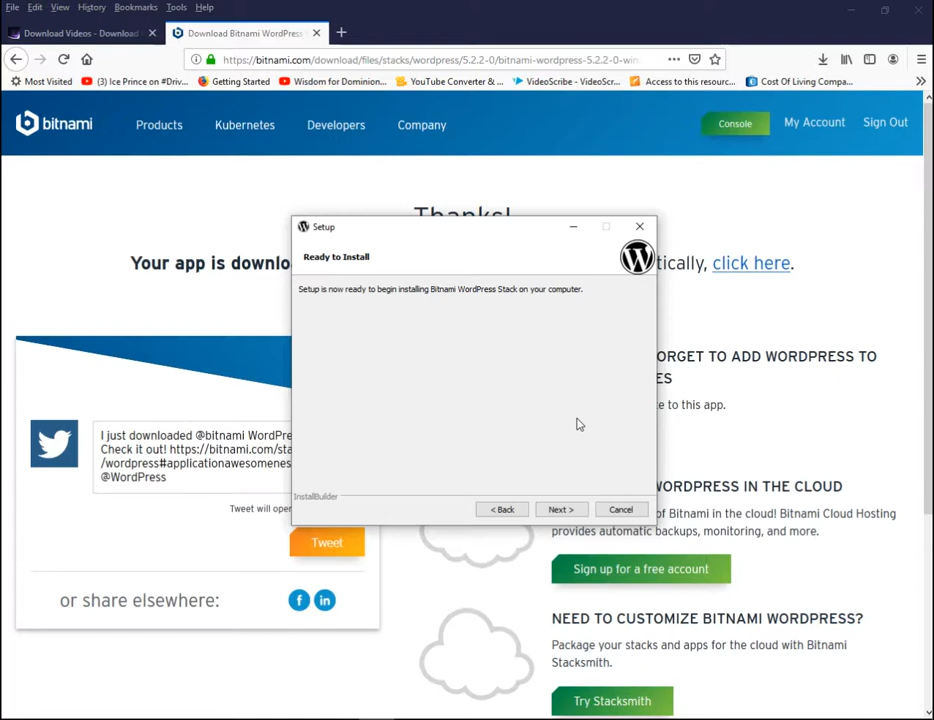 File Edit View History Bookmarks Tools Help
Download Videos - Download
Download Bitnami WordPress
https://bitnami.com/download/files/stacks/wordpress/5.2.2-0/bitnami-wordpress-5.2.2-0-win
Most Visited (3) Ice Prince on #Driv... Getting Started Wisdom for Dominion... YouTube Converter &... VideoScribe - VideoScr... Access to this resourc... Cost Of Living Compa...
bitnami Products Kubernetes Developers Company Console My Account Sign Out
Thanks!
Your app is downlo
tically, click here.
Setup
Ready to Install
Setup is now ready to begin installing Bitnami WordPress Stack on your computer.
InstallBuilder
< Back Next > Cancel
I just downloaded @bitnami WordPre
Check it out! https://bitnami.com/sta
/wordpress#applicationawesomenes
@WordPress
Tweet will open
Tweet
or share elsewhere:
ORGET TO ADD WORDPRESS TO
ES
te to this app.
WORDPRESS IN THE CLOUD
of Bitnami in the cloud! Bitnami Cloud Hosting
provides automatic backups, monitoring, and more.
Sign up for a free account
NEED TO CUSTOMIZE BITNAMI WORDPRESS?
Package your stacks and apps for the cloud with Bitnami
Stacksmith.
Try Stacksmith